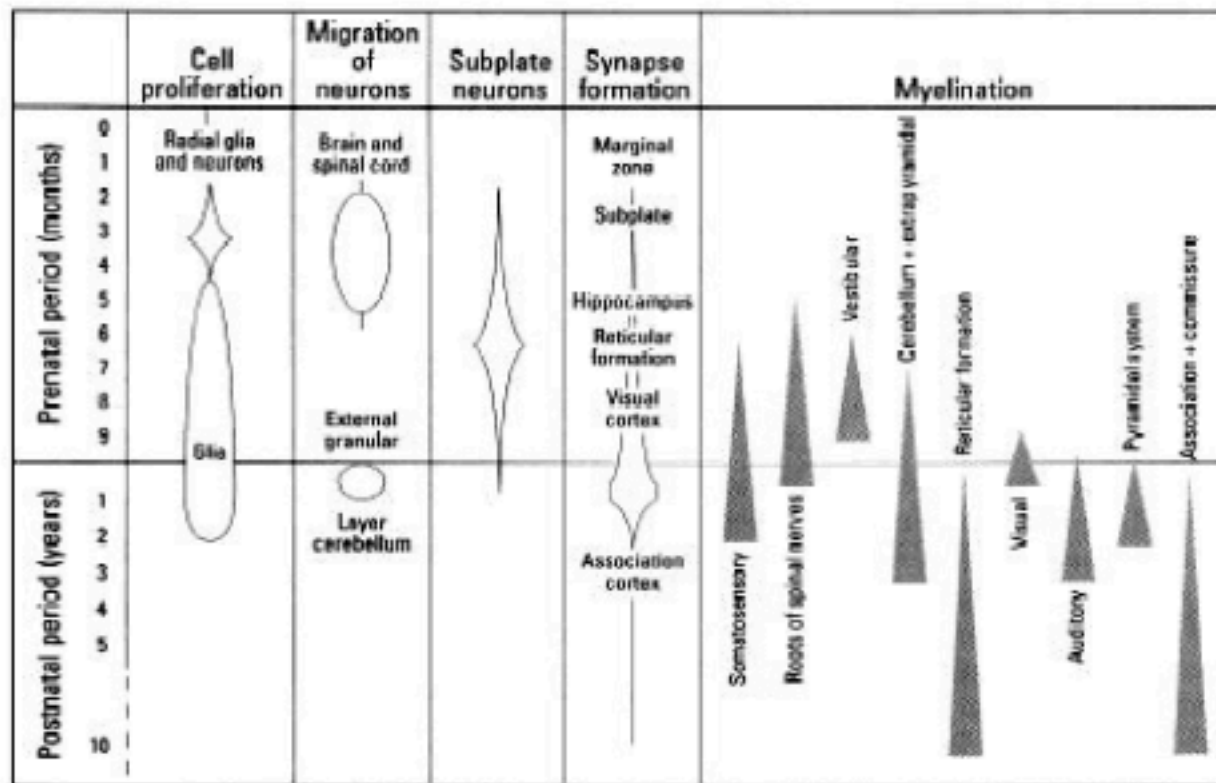 Cell
proliferation
Migration
of
neurons
Subplate
neurons
Synapse
formation
Myelination
Prenatal period (months)
0
1
2
3
4
5
6
7
8
9
Postnatal period (years)
1
2
3
4
5
10
Radial glia
and neurons
Glia
Brain and
spinal cord
External
granular
Layer
cerebellum
Marginal
zone
Subplate
Hippocampus
Reticular
formation
Visual
cortex
Association
cortex
Somatosensory
Roots of spinal nerves
Vestibular
Cerebellum + extrapyramidal
Reticular formation
Visual
Auditory
Pyramidal system
Association + commissure